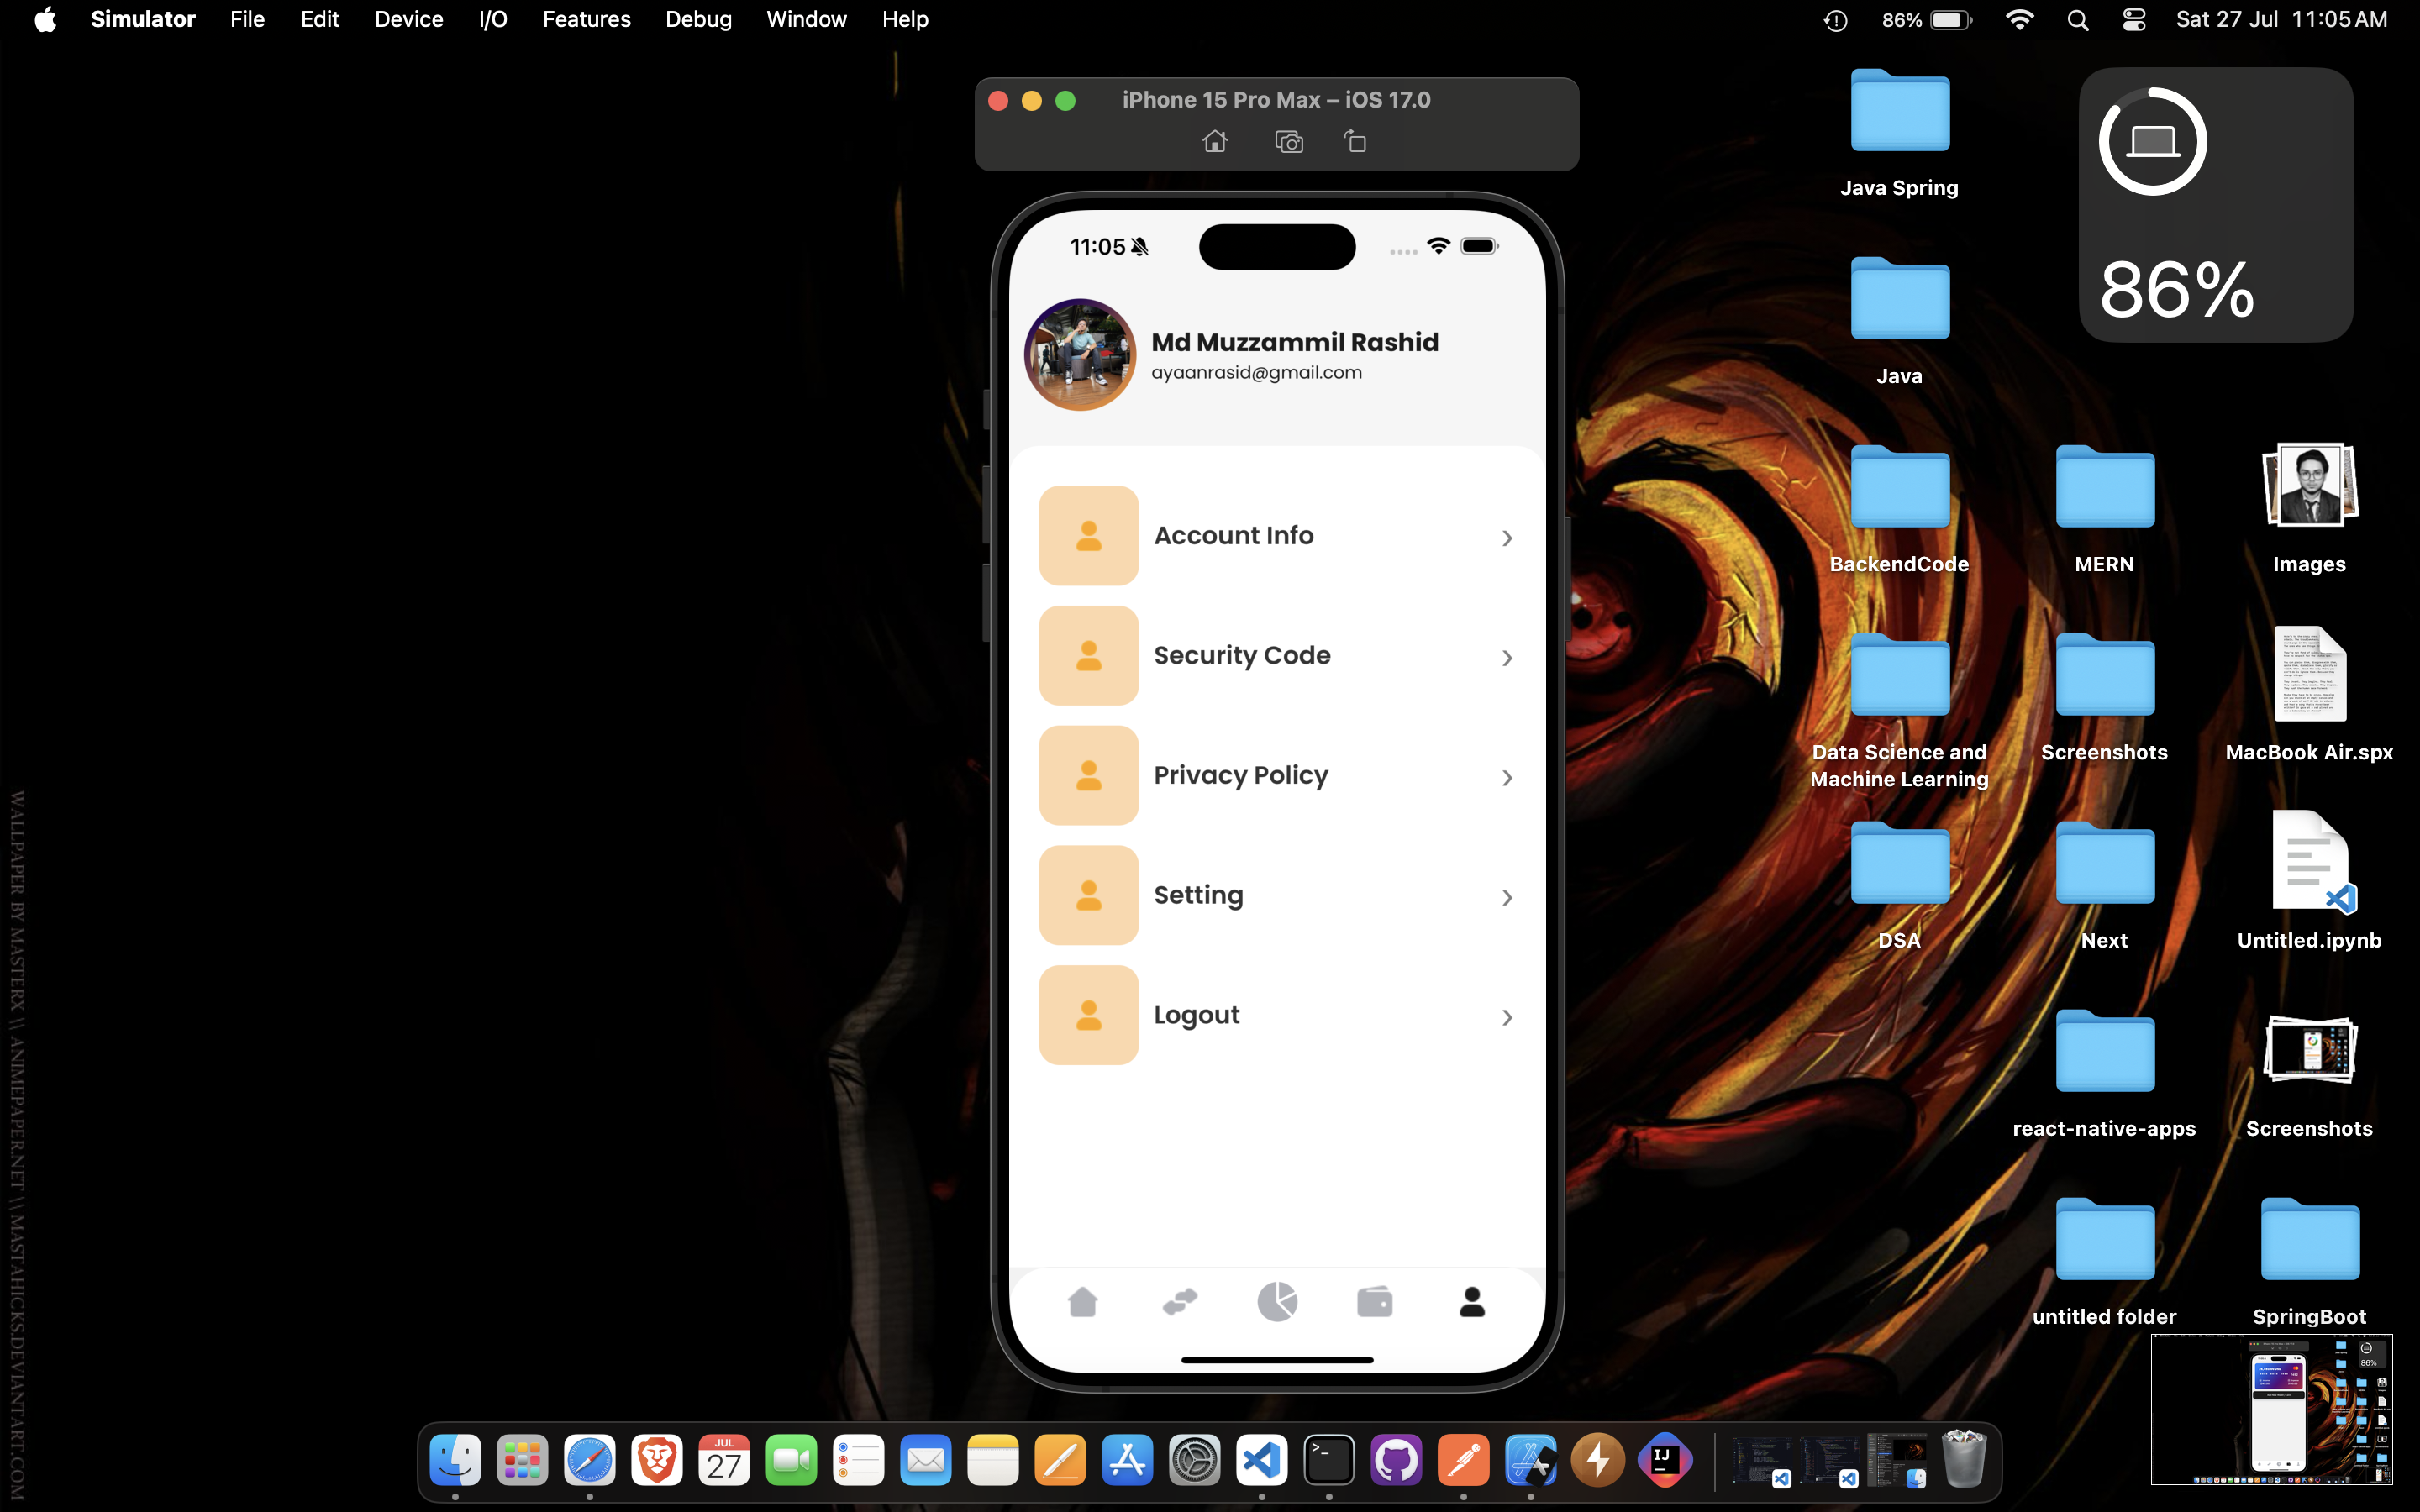 Simulator File Edit Device I/O Features Debug Window Help
86% Sat 27 Jul 11:05 AM
iPhone 15 Pro Max – iOS 17.0
11:05
Md Muzzammil Rashid
ayaanrasid@gmail.com
Account Info
Security Code
Privacy Policy
Setting
Logout
Java Spring
86%
Java
BackendCode
MERN
Images
Data Science and
Machine Learning
Screenshots
MacBook Air.spx
DSA
Next
Untitled.ipynb
react-native-apps
Screenshots
untitled folder
SpringBoot
86%
WALLPAPER BY MASTERX \\ ANIMEPAPER.NET \\ MASTAHICKS.DEVIANTART.COM
JUL
27
>_
IJ